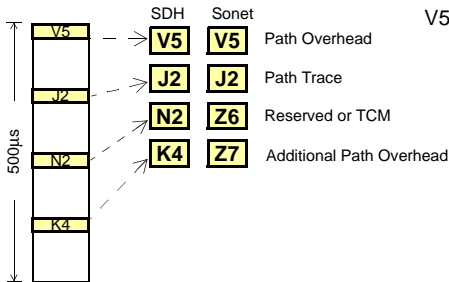 SDH Sonet V5
V5 V5 V5 Path Overhead
J2 J2 J2 Path Trace
N2 N2 Z6 Reserved or TCM
K4 K4 Z7 Additional Path Overhead
500µs